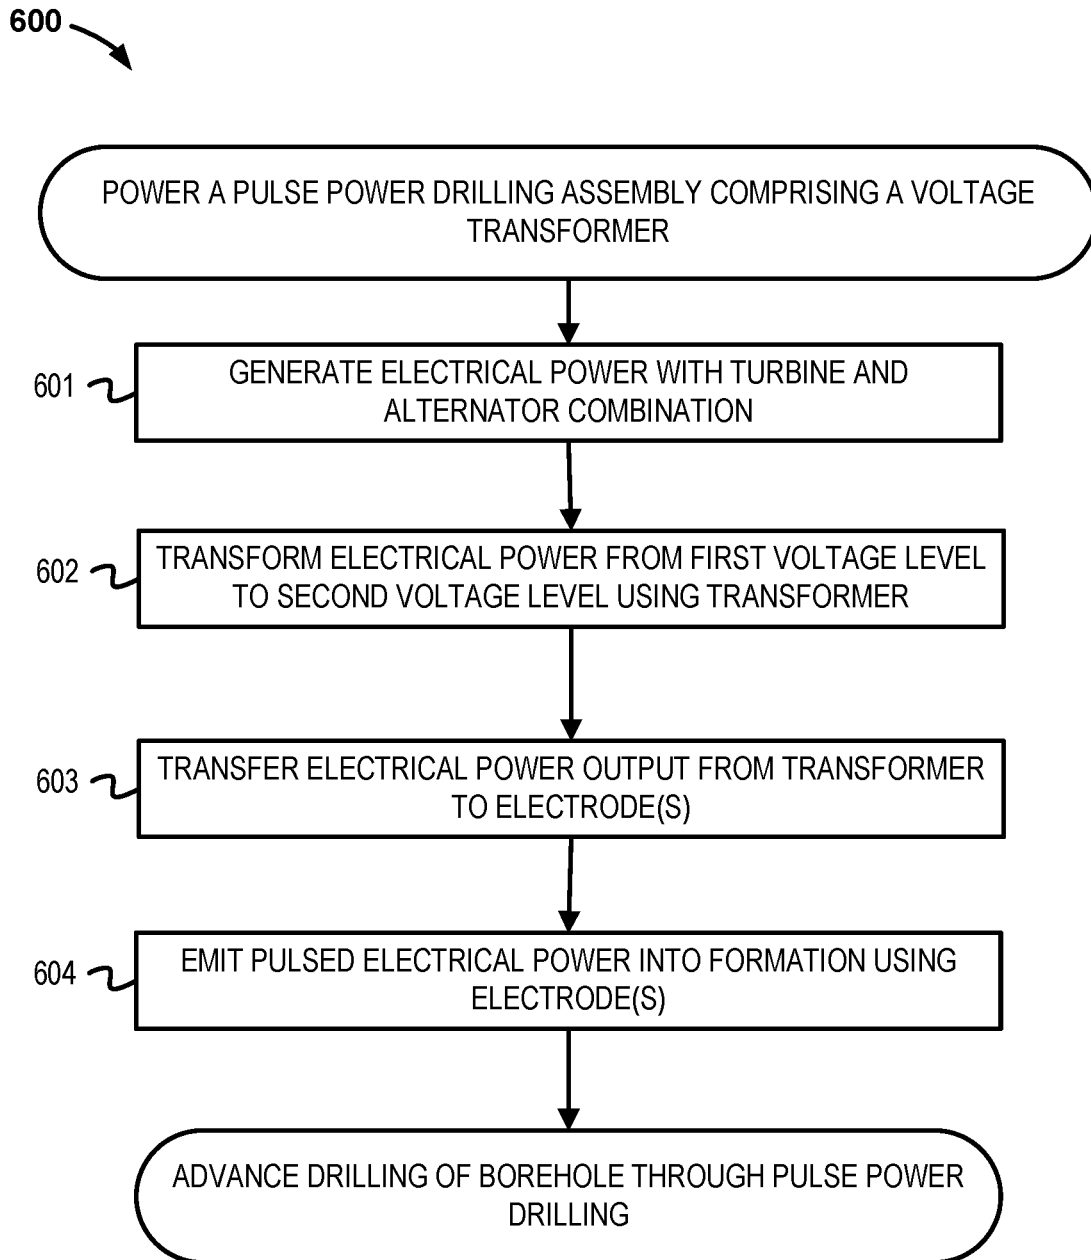 600
POWER A PULSE POWER DRILLING ASSEMBLY COMPRISING A VOLTAGE
TRANSFORMER
601
GENERATE ELECTRICAL POWER WITH TURBINE AND
ALTERNATOR COMBINATION
602
TRANSFORM ELECTRICAL POWER FROM FIRST VOLTAGE LEVEL
TO SECOND VOLTAGE LEVEL USING TRANSFORMER
603
TRANSFER ELECTRICAL POWER OUTPUT FROM TRANSFORMER
TO ELECTRODE(S)
604
EMIT PULSED ELECTRICAL POWER INTO FORMATION USING
ELECTRODE(S)
ADVANCE DRILLING OF BOREHOLE THROUGH PULSE POWER
DRILLING